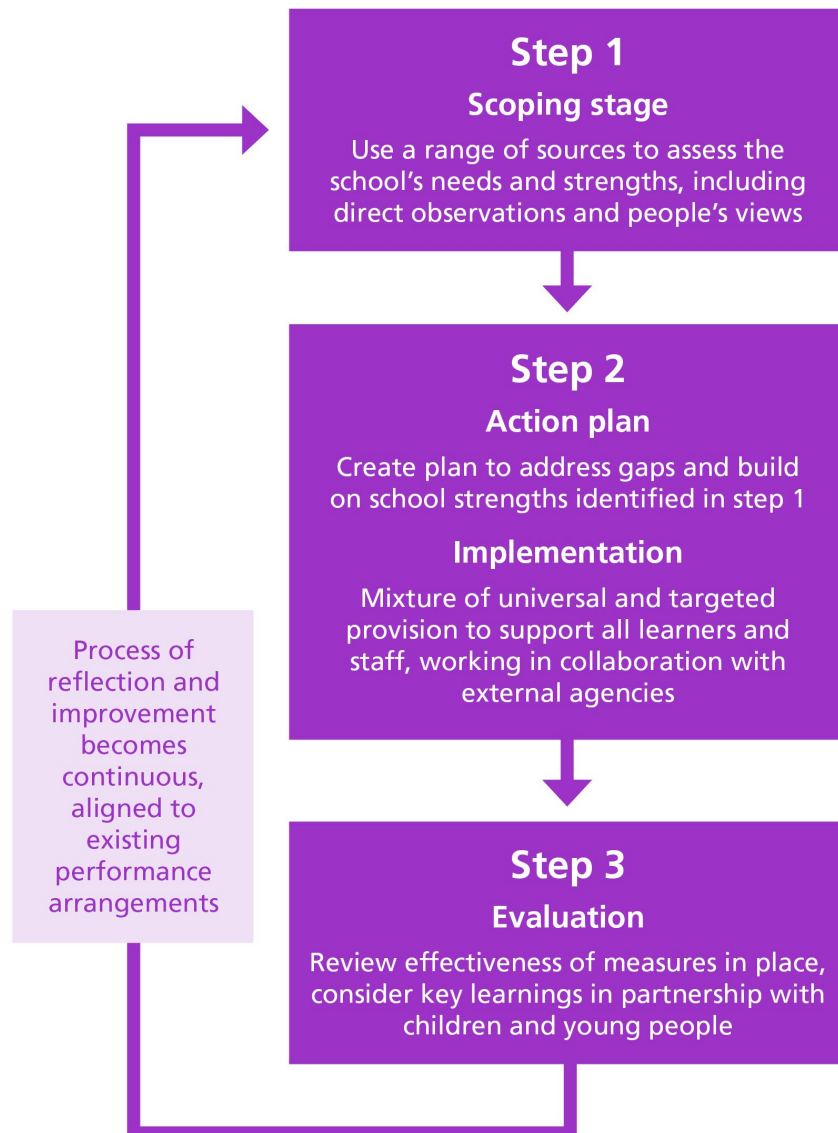 Step 1
Scoping stage
Use a range of sources to assess the
school’s needs and strengths, including
direct observations and people’s views
Step 2
Action plan
Create plan to address gaps and build
on school strengths identified in step 1
Implementation
Mixture of universal and targeted
provision to support all learners and
staff, working in collaboration with
external agencies
Step 3
Evaluation
Review effectiveness of measures in place,
consider key learnings in partnership with
children and young people
Process of
reflection and
improvement
becomes
continuous,
aligned to
existing
performance
arrangements